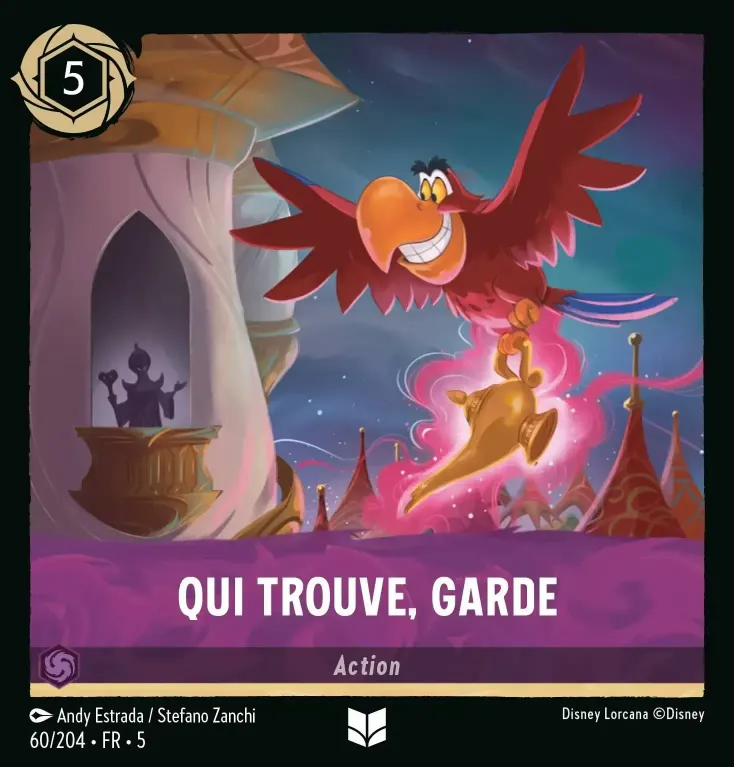 5
QUI TROUVE, GARDE
Action
Andy Estrada / Stefano Zanchi
Disney Lorcana ©Disney
60/204 • FR • 5